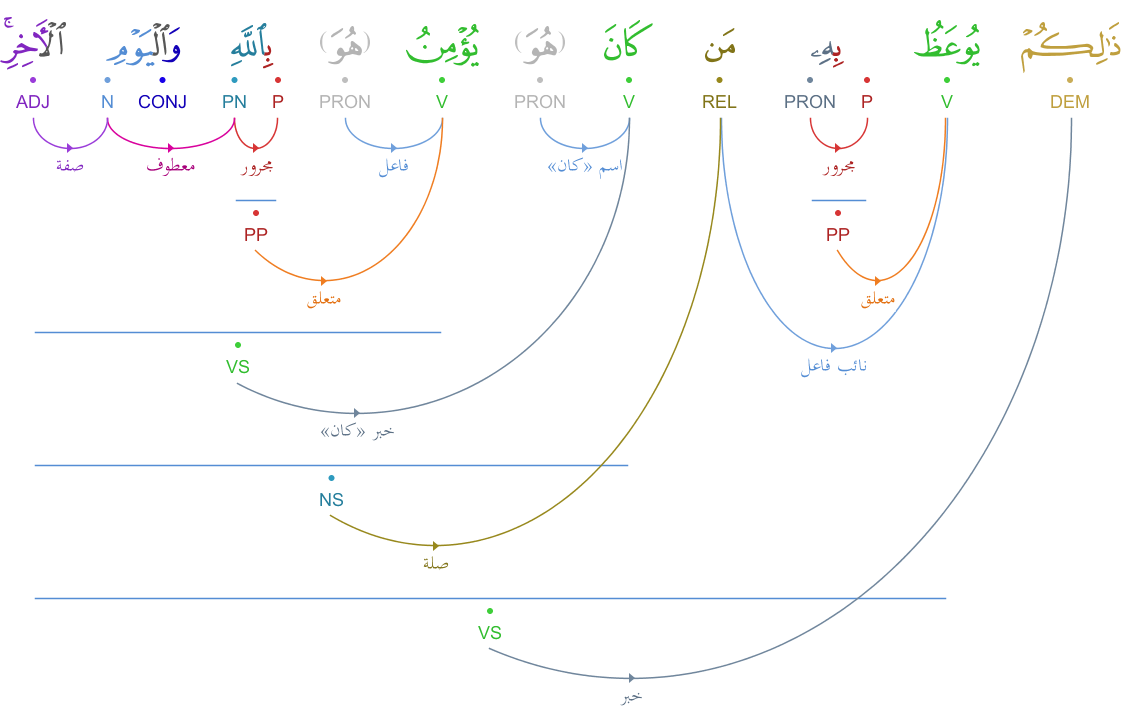 ذَٰلِكُمْ يُوعَظُ بِهِۦ مَن كَانَ (هُوَ) يُؤْمِنُ (هُوَ) بِٱللَّهِ وَٱلْيَوْمِ ٱلْـَٔاخِرِ ۚ
DEM V P PRON REL V PRON V PRON P PN CONJ N ADJ
مجرور اسم «كان» فاعل مجرور معطوف صفة
PP PP
متعلق متعلق
نائب فاعل
VS
خبر «كان»
NS
صلة
VS
خبر